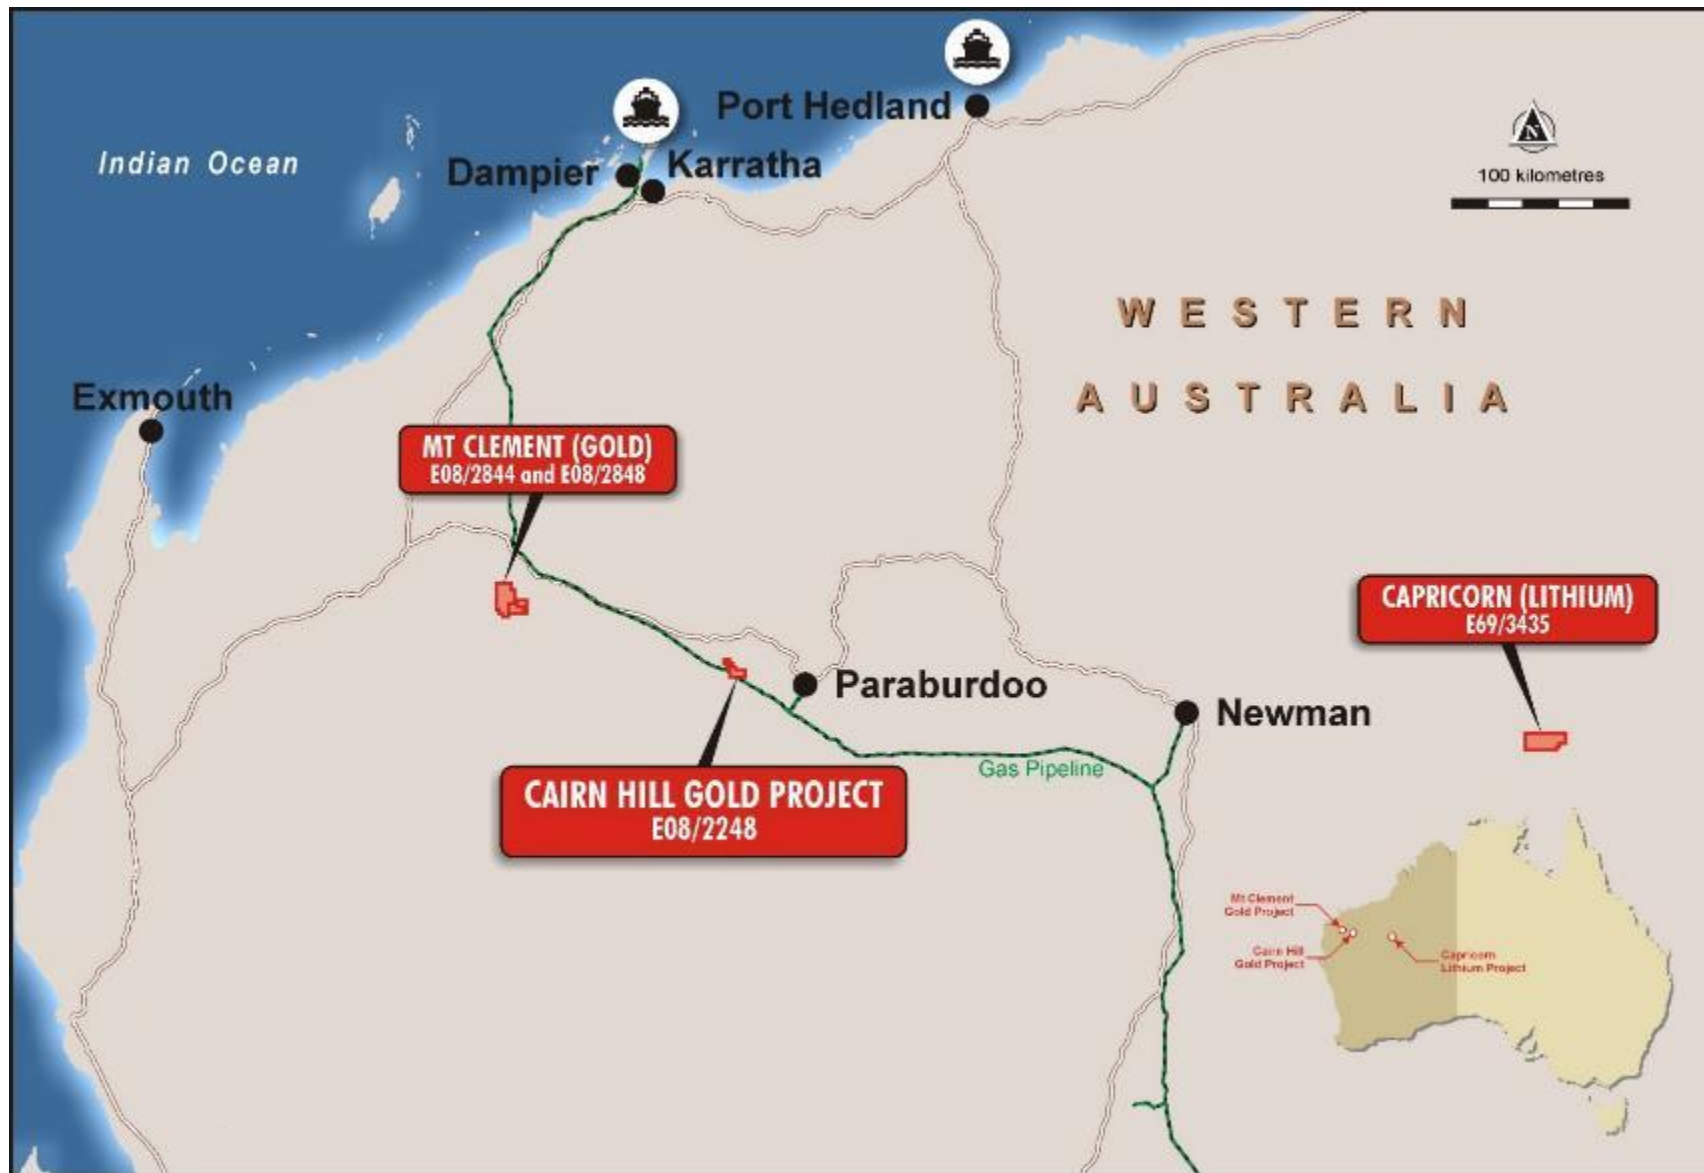 Port Hedland
Indian Ocean
Dampier
Karratha
N
100 kilometres
WESTERN
AUSTRALIA
Exmouth
MT CLEMENT (GOLD)
E08/2844 and E08/2848
CAPRICORN (LITHIUM)
E69/3435
Paraburdoo
Newman
Gas Pipeline
CAIRN HILL GOLD PROJECT
E08/2248
Mt Clement
Gold Project
Cairn Hill
Gold Project
Capricorn
Lithium Project